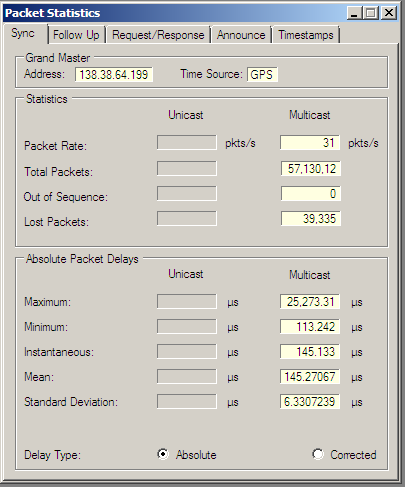 Packet Statistics
Sync Follow Up Request/Response Announce Timestamps
Grand Master
Address: 138.38.64.199 Time Source: GPS
Statistics
Unicast Multicast
Packet Rate: pkts/s 31 pkts/s
Total Packets: 57,130,12
Out of Sequence: 0
Lost Packets: 39,335
Absolute Packet Delays
Unicast Multicast
Maximum: µs 25,273.31 µs
Minimum: µs 113.242 µs
Instantaneous: µs 145.133 µs
Mean: µs 145.27067 µs
Standard Deviation: µs 6.3307239 µs
Delay Type: Absolute Corrected